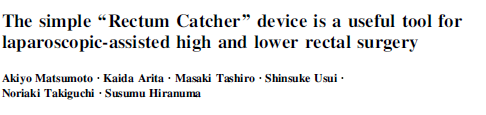 The simple “Rectum Catcher” device is a useful tool for
laparoscopic-assisted high and lower rectal surgery
Akiyo Matsumoto · Kaida Arita · Masaki Tashiro · Shinsuke Usui ·
Noriaki Takiguchi · Susumu Hiranuma